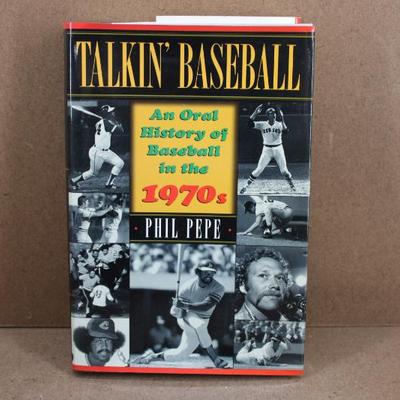 TALKIN' BASEBALL
An Oral
History of
Baseball
in the
1970s
• PHIL PEPE •